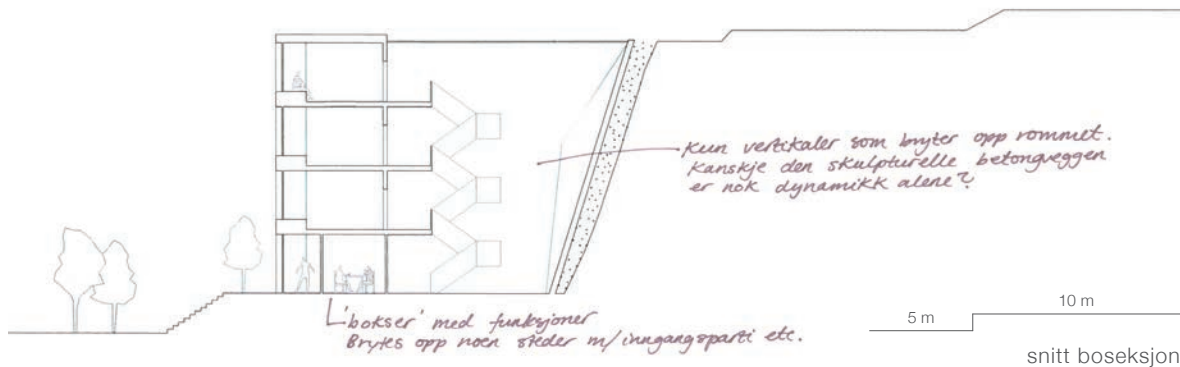 Kun vertikaler som bryter opp rommet.
Kanskje den skulpturelle betongveggen
er nok dynamikk alene?
'bokser' med funksjoner
Brytes opp noen steder m/inngangsparti etc.
10 m
5 m
snitt boseksjon